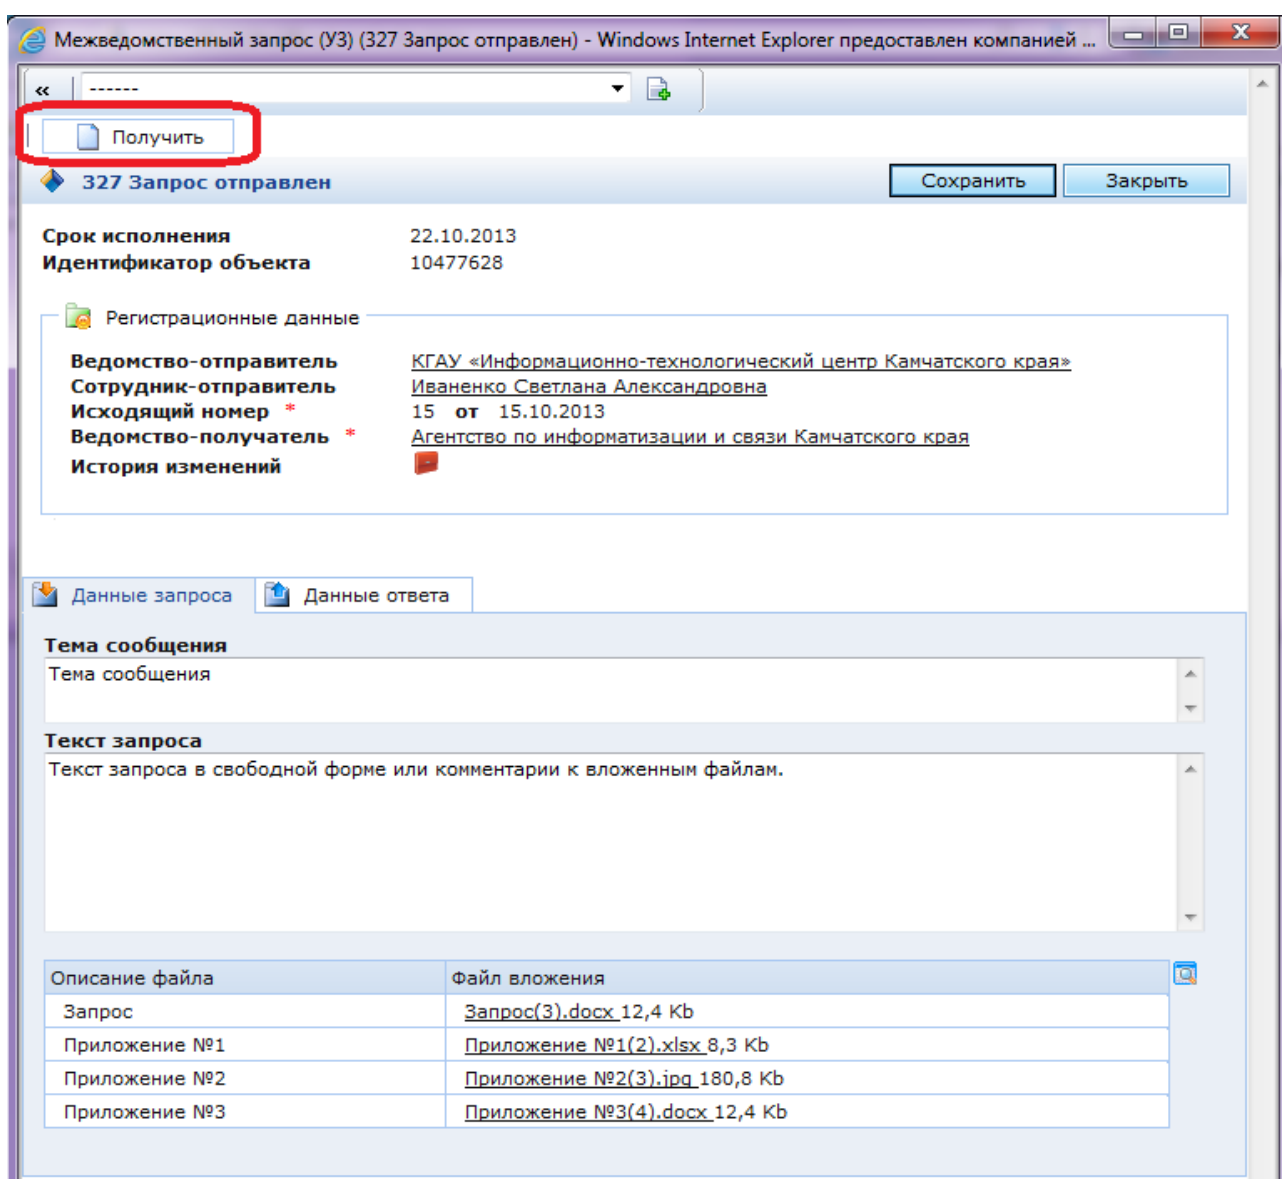 Межведомственный запрос (УЗ) (327 Запрос отправлен) - Windows Internet Explorer предоставлен компанией ...
« ------
Получить
327 Запрос отправлен Сохранить Закрыть
Срок исполнения 22.10.2013
Идентификатор объекта 10477628
Регистрационные данные
Ведомство-отправитель КГАУ «Информационно-технологический центр Камчатского края»
Сотрудник-отправитель Иваненко Светлана Александровна
Исходящий номер * 15 от 15.10.2013
Ведомство-получатель * Агентство по информатизации и связи Камчатского края
История изменений
Данные запроса Данные ответа
Тема сообщения
Тема сообщения
Текст запроса
Текст запроса в свободной форме или комментарии к вложенным файлам.
Описание файла Файл вложения
Запрос Запрос(3).docx 12,4 Kb
Приложение №1 Приложение №1(2).xlsx 8,3 Kb
Приложение №2 Приложение №2(3).jpg 180,8 Kb
Приложение №3 Приложение №3(4).docx 12,4 Kb